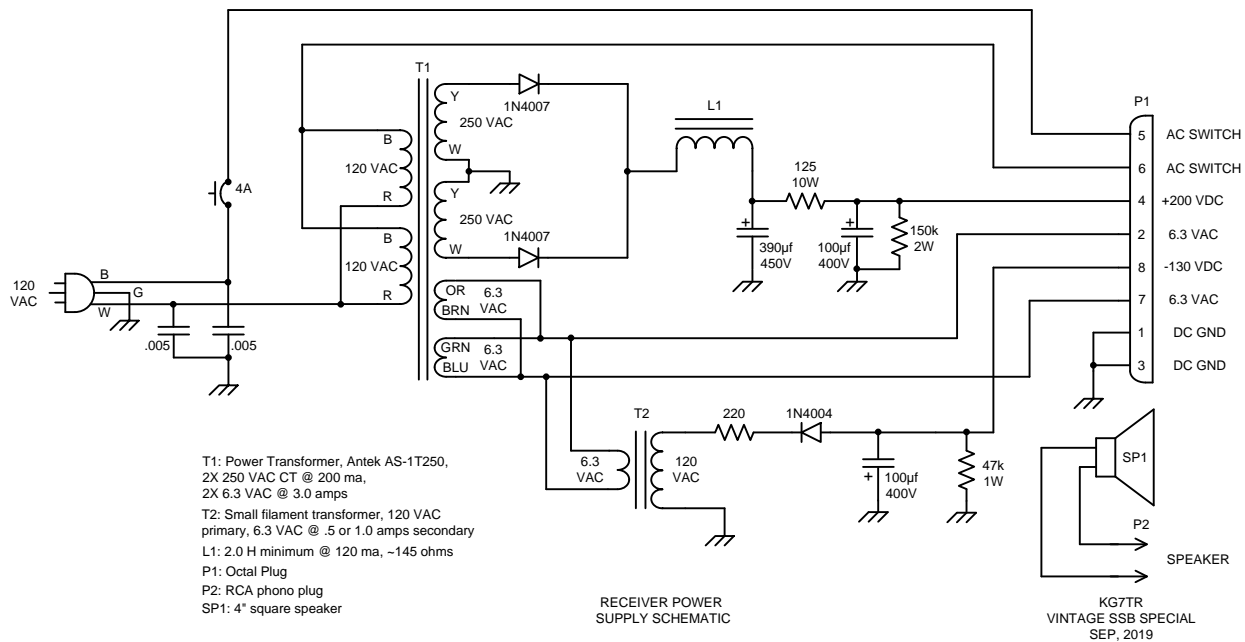 T1
Y
1N4007
250 VAC
W
B
120 VAC
R
Y
250 VAC
W
1N4007
B
120 VAC
R
OR
BRN
6.3
VAC
GRN
BLU
6.3
VAC
L1
125
10W
+
390µf
450V
+
100µf
400V
150k
2W
P1
5 AC SWITCH
6 AC SWITCH
4 +200 VDC
2 6.3 VAC
8 -130 VDC
7 6.3 VAC
1 DC GND
3 DC GND
4A
120
VAC
B
G
W
.005
.005
T2
6.3
VAC
120
VAC
220
1N4004
+
100µf
400V
47k
1W
SP1
P2
SPEAKER
T1: Power Transformer, Antek AS-1T250,
2X 250 VAC CT @ 200 ma,
2X 6.3 VAC @ 3.0 amps
T2: Small filament transformer, 120 VAC
primary, 6.3 VAC @ .5 or 1.0 amps secondary
L1: 2.0 H minimum @ 120 ma, ~145 ohms
P1: Octal Plug
P2: RCA phono plug
SP1: 4" square speaker
RECEIVER POWER
SUPPLY SCHEMATIC
KG7TR
VINTAGE SSB SPECIAL
SEP, 2019